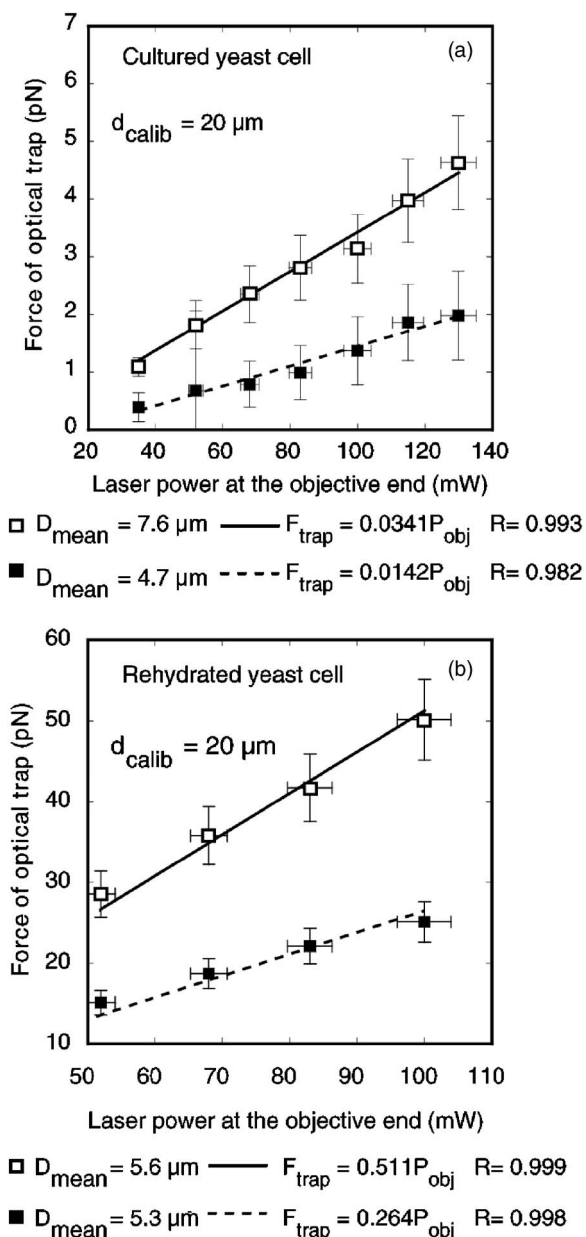 (a)
Cultured yeast cell
d_calib = 20 µm
Force of optical trap (pN)
7
6
5
4
3
2
1
0
20 40 60 80 100 120 140
Laser power at the objective end (mW)
D_mean = 7.6 µm F_trap = 0.0341P_obj R= 0.993
D_mean = 4.7 µm F_trap = 0.0142P_obj R= 0.982
(b)
Rehydrated yeast cell
d_calib = 20 µm
Force of optical trap (pN)
60
50
40
30
20
10
50 60 70 80 90 100 110
Laser power at the objective end (mW)
D_mean = 5.6 µm F_trap = 0.511P_obj R= 0.999
D_mean = 5.3 µm F_trap = 0.264P_obj R= 0.998